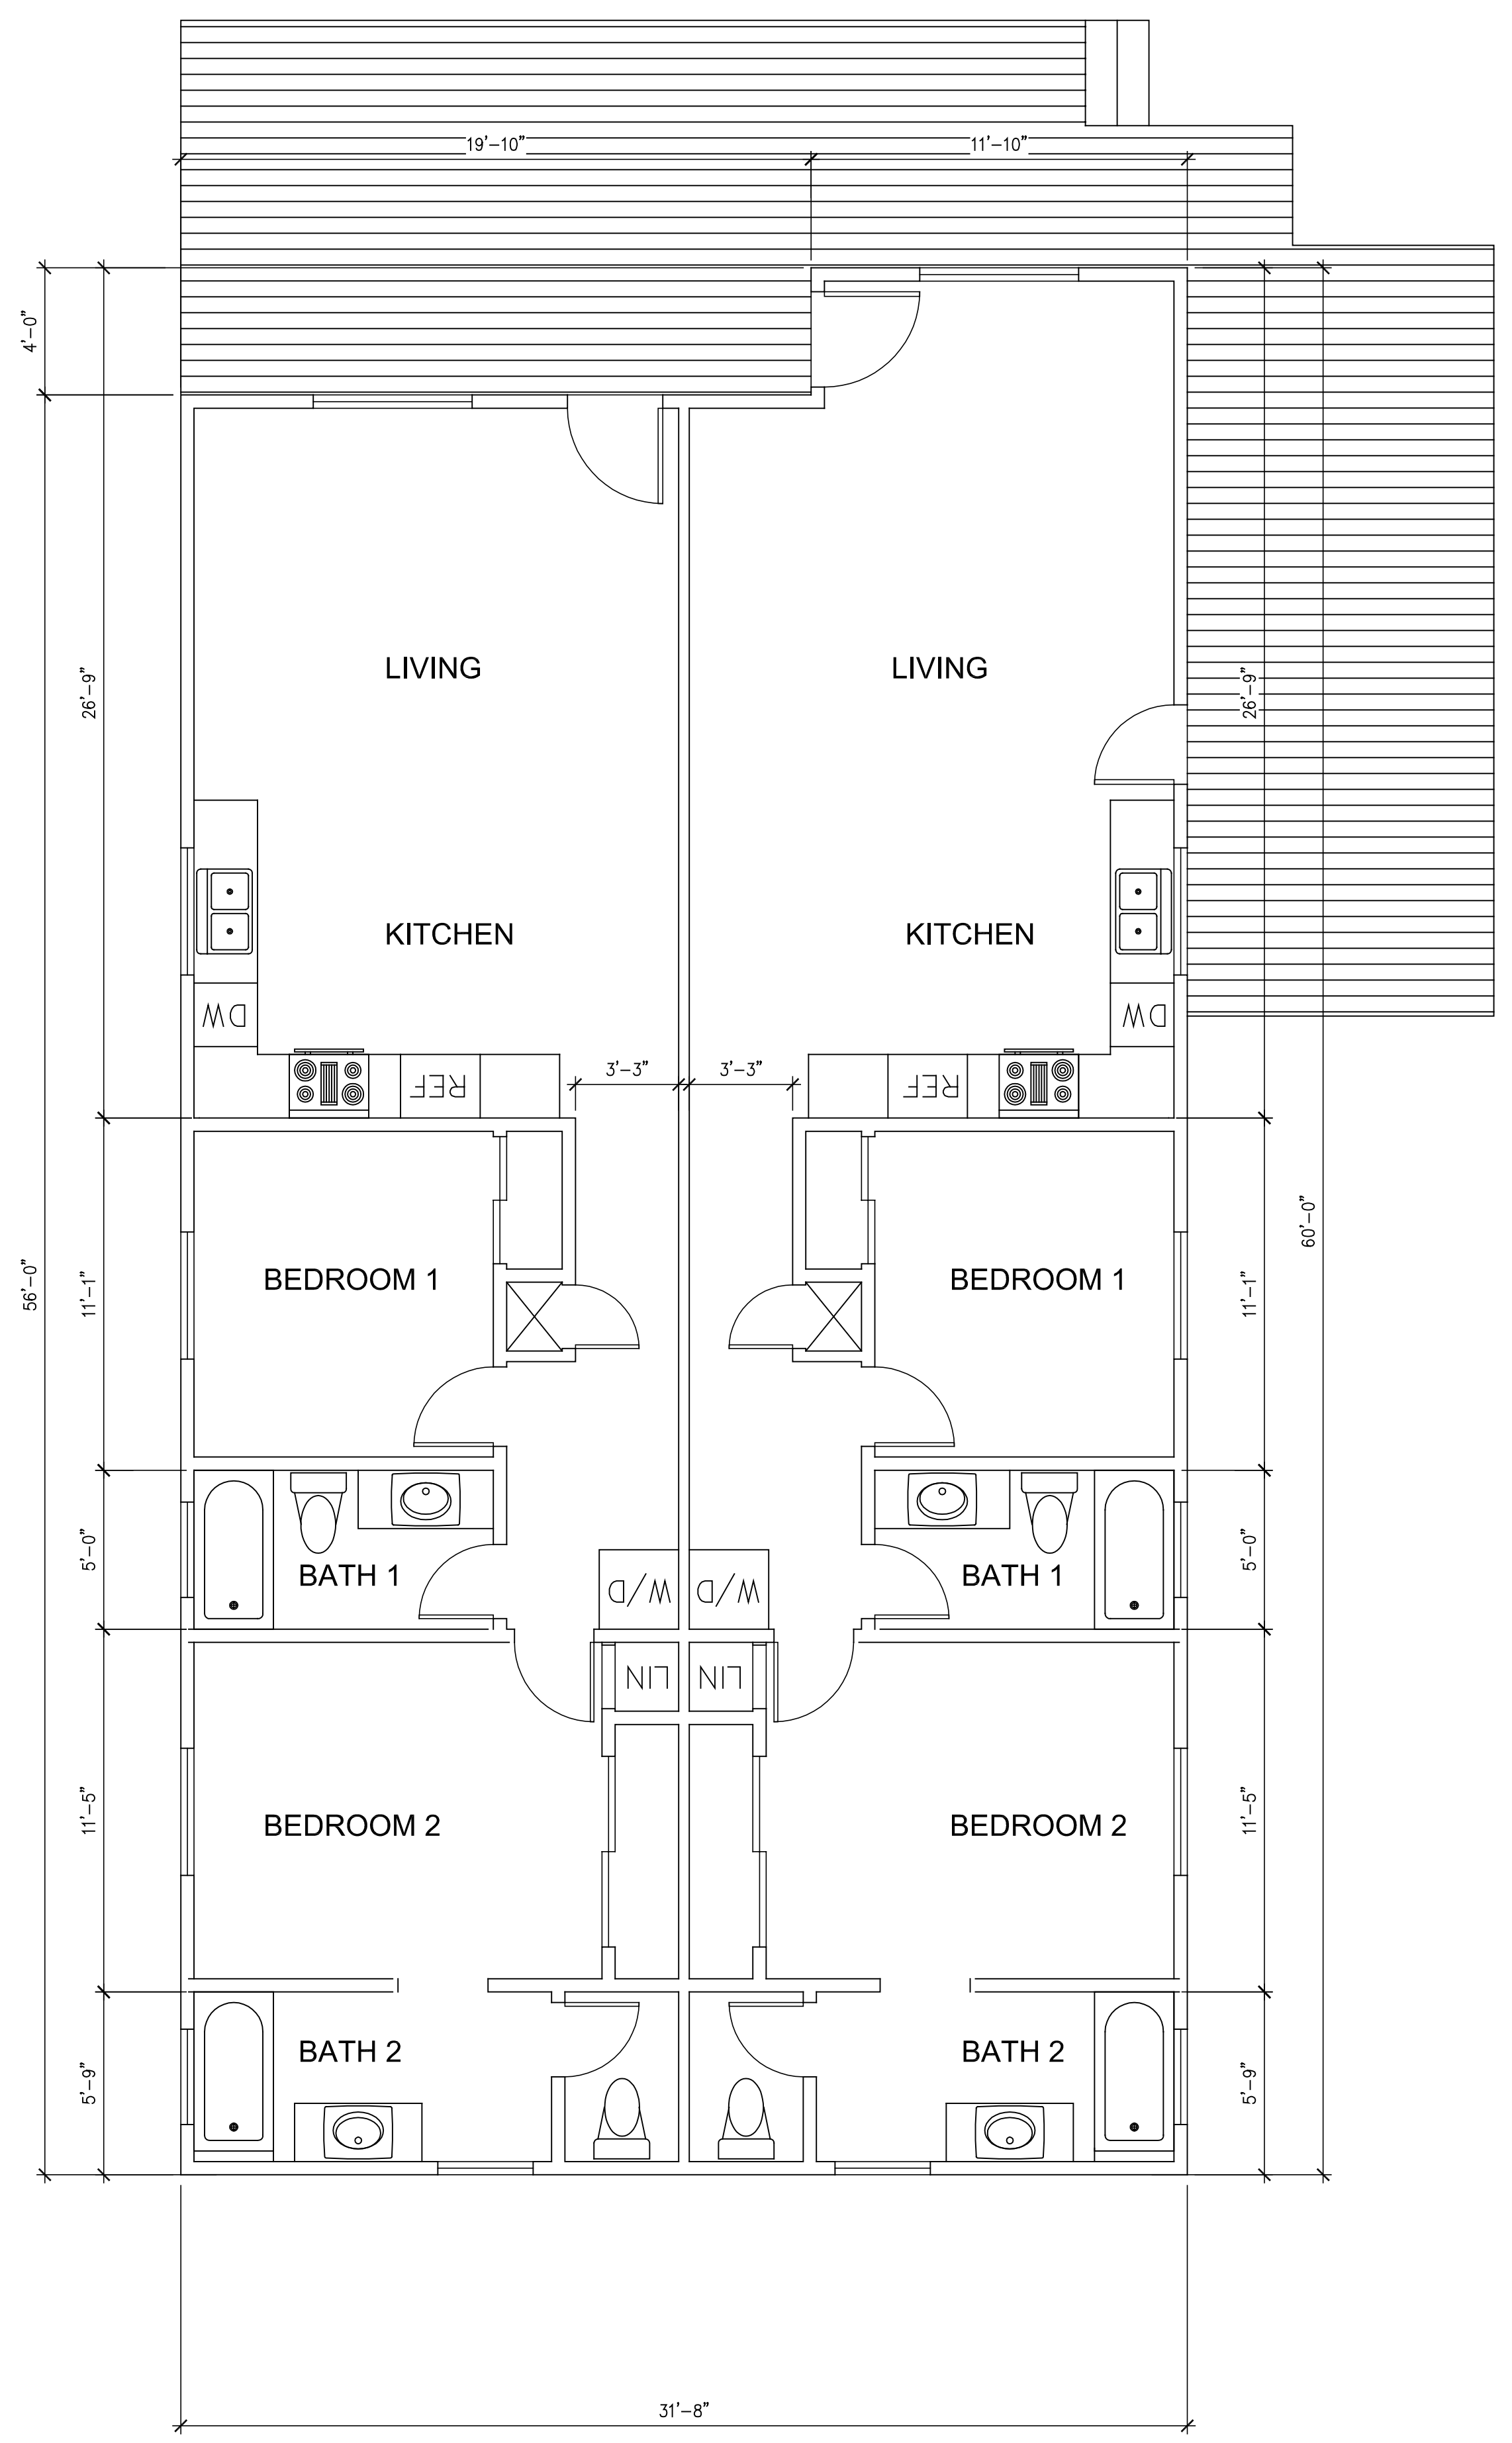 19'-10" 11'-10"
4'-0"
LIVING LIVING
26'-9" 26'-9"
KITCHEN KITCHEN
DW DW
3'-3" 3'-3"
REF REF
60'-0"
BEDROOM 1 BEDROOM 1
56'-0" 11'-1" 11'-1"
5'-0" 5'-0"
BATH 1 BATH 1
W/D W/D
LIN LIN
11'-5" 11'-5"
BEDROOM 2 BEDROOM 2
BATH 2 BATH 2
5'-9" 5'-9"
31'-8"